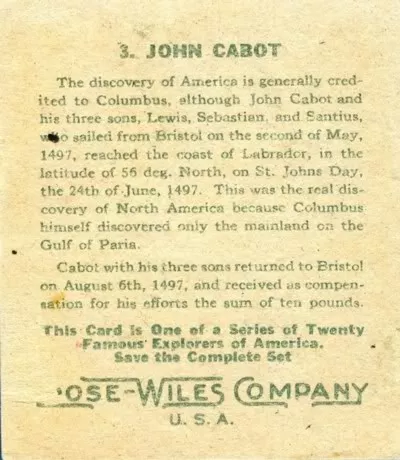 3. JOHN CABOT
The discovery of America is generally cred-
ited to Columbus, although John Cabot and
his three sons, Lewis, Sebastian, and Santius,
who sailed from Bristol on the second of May,
1497, reached the coast of Labrador, in the
latitude of 56 deg. North, on St. Johns Day,
the 24th of June, 1497. This was the real dis-
covery of North America because Columbus
himself discovered only the mainland on the
Gulf of Paria.
Cabot with his three sons returned to Bristol
on August 6th, 1497, and received as compen-
sation for his efforts the sum of ten pounds.
This Card is One of a Series of Twenty
Famous Explorers of America.
Save the Complete Set
OSE-WILES COMPANY
U. S. A.